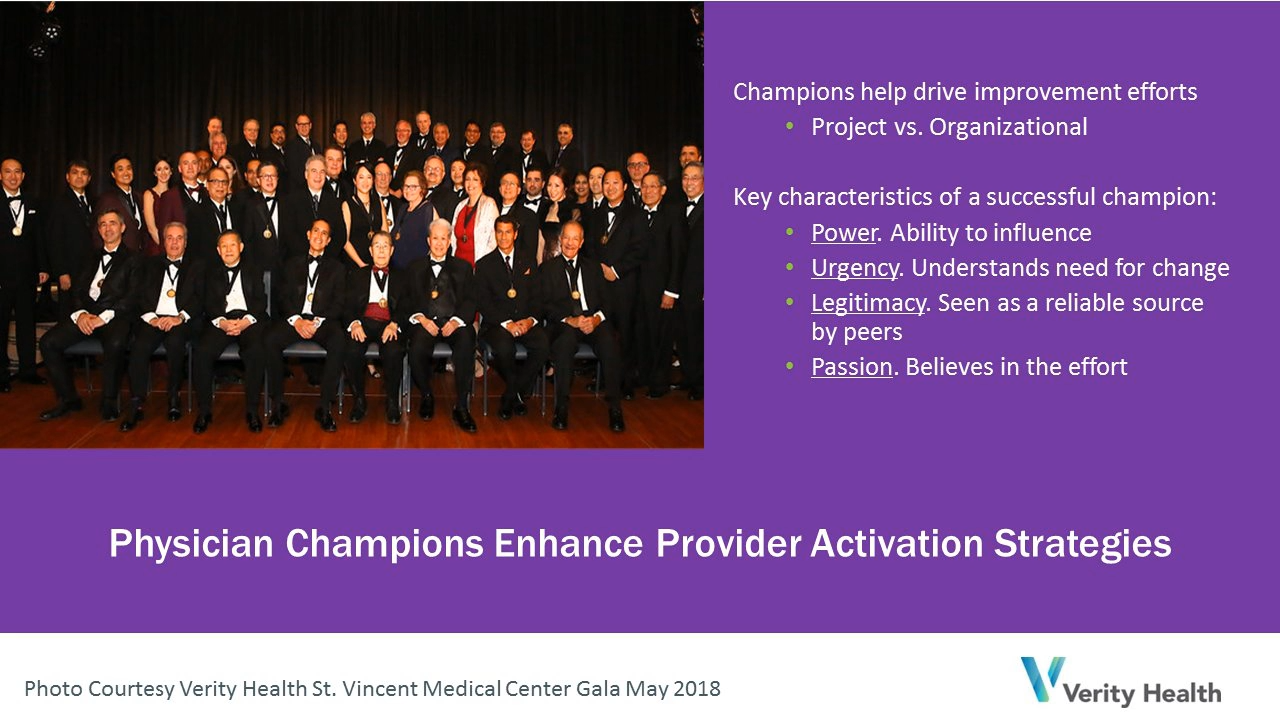 Champions help drive improvement efforts
• Project vs. Organizational
Key characteristics of a successful champion:
• Power. Ability to influence
• Urgency. Understands need for change
• Legitimacy. Seen as a reliable source
by peers
• Passion. Believes in the effort
Physician Champions Enhance Provider Activation Strategies
Photo Courtesy Verity Health St. Vincent Medical Center Gala May 2018
Verity Health